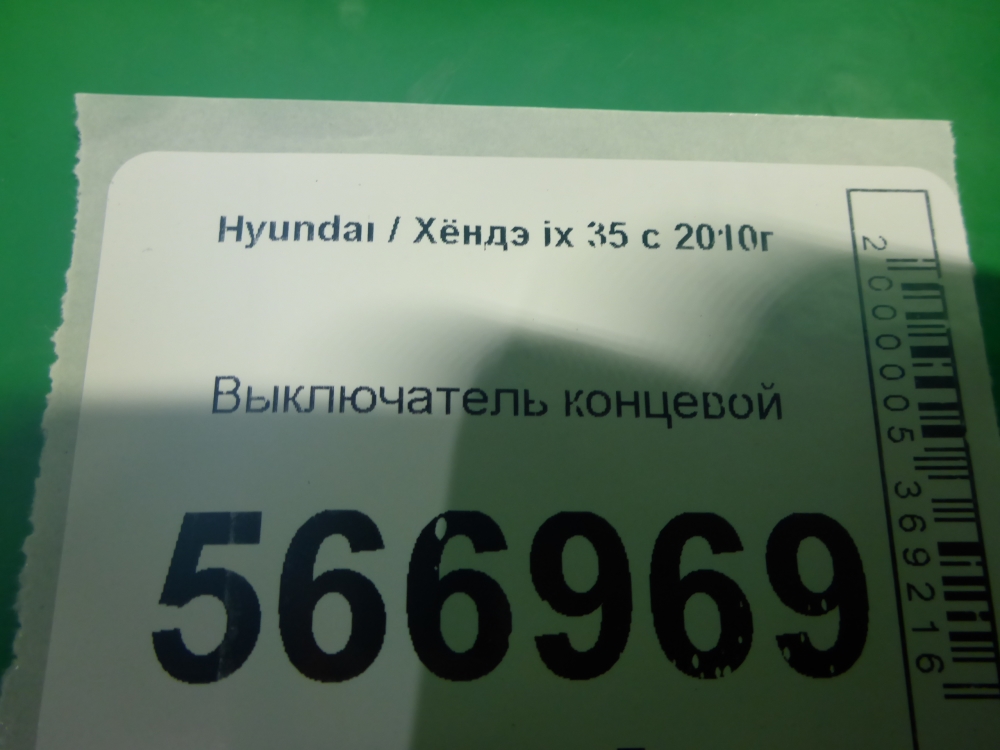 Hyundai / Хёндэ ix 35 с 2010г
Выключатель концевой
566969
2000005369216